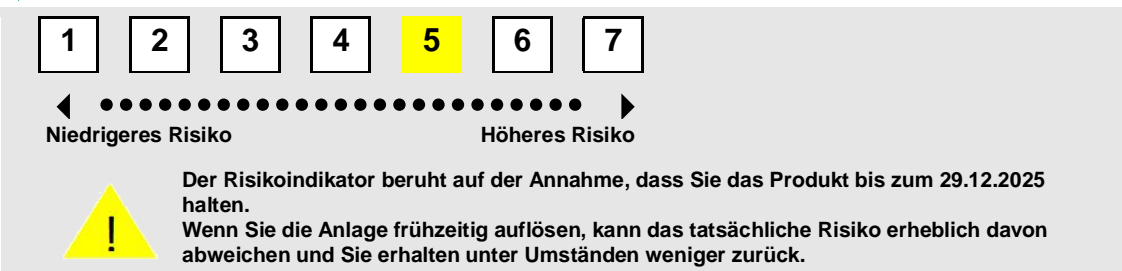 1 2 3 4 5 6 7
Niedrigeres Risiko Höheres Risiko
Der Risikoindikator beruht auf der Annahme, dass Sie das Produkt bis zum 29.12.2025
halten.
! Wenn Sie die Anlage frühzeitig auflösen, kann das tatsächliche Risiko erheblich davon
abweichen und Sie erhalten unter Umständen weniger zurück.